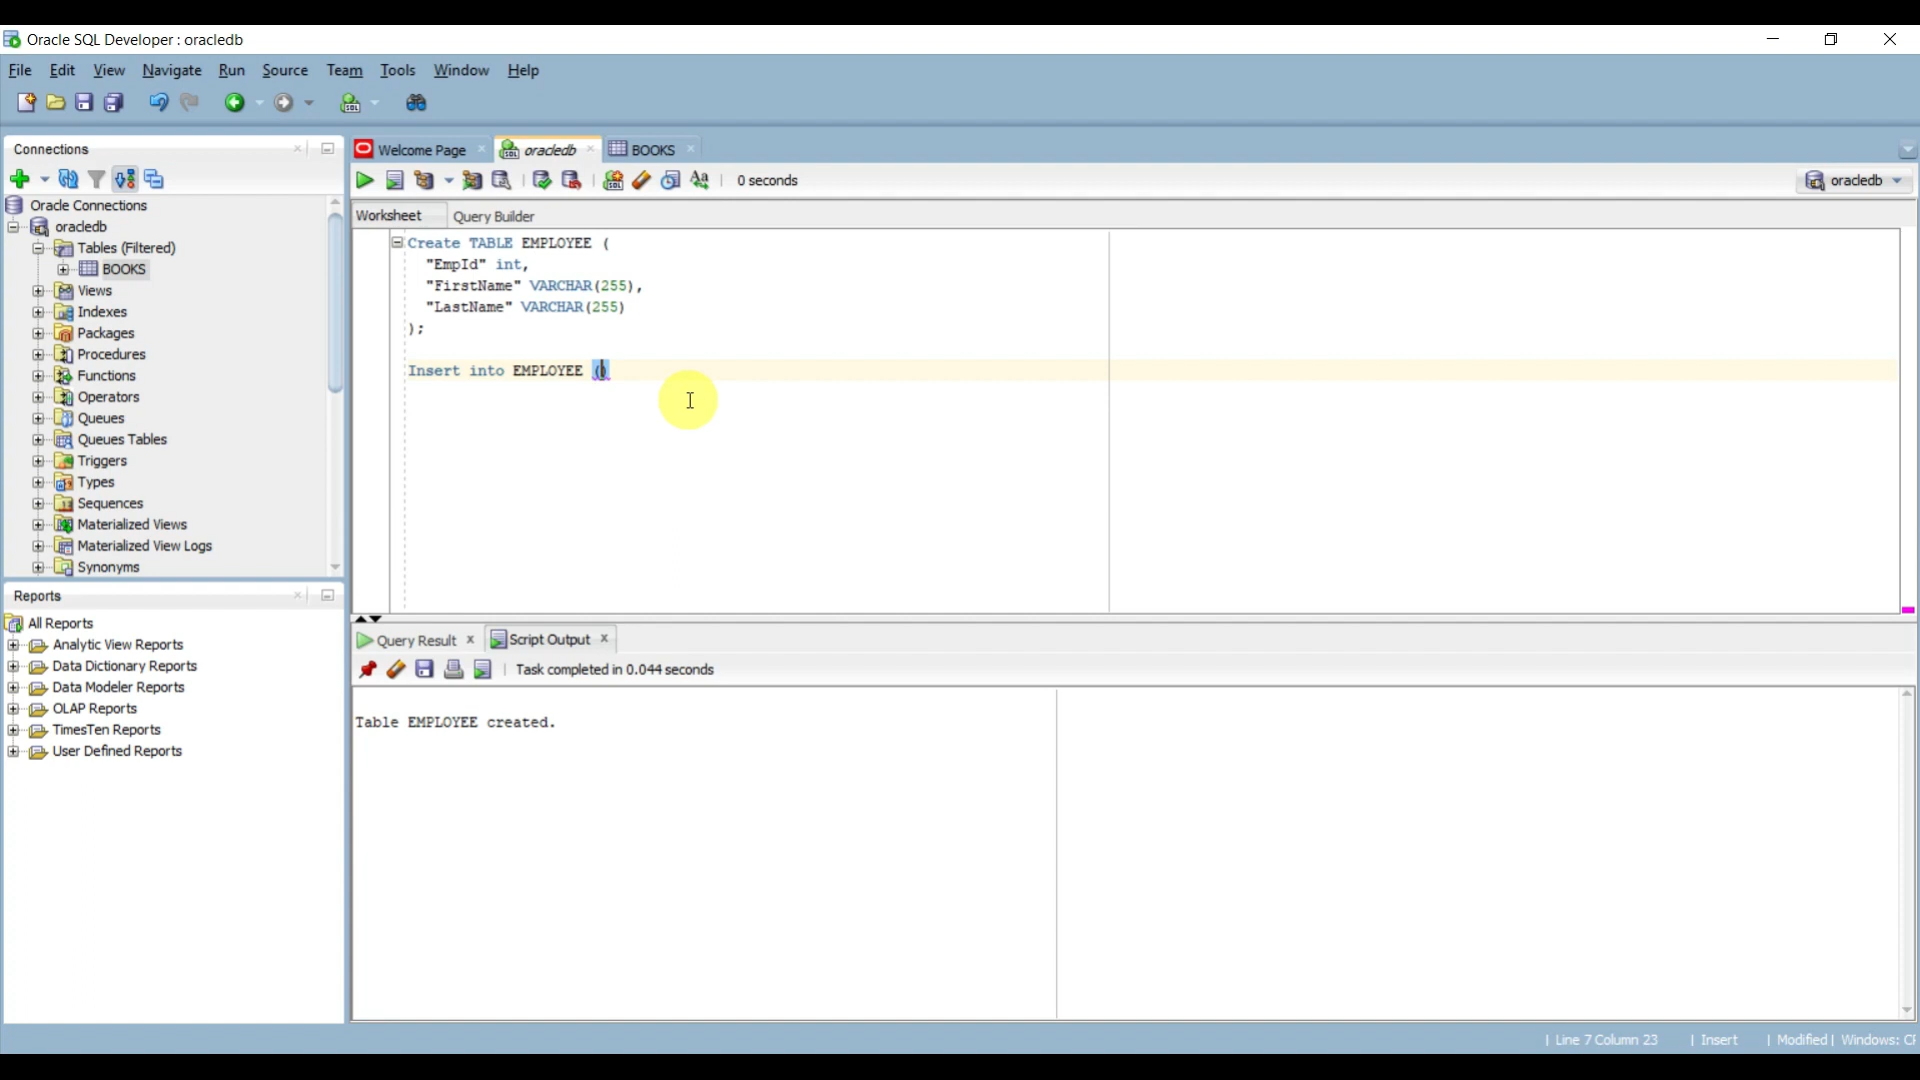 Oracle SQL Developer : oracledb
File Edit View Navigate Run Source Team Tools Window Help
Connections
Welcome Page
oracledb
BOOKS
0 seconds
oracledb
Worksheet
Query Builder
Oracle Connections
oracledb
Tables (Filtered)
BOOKS
Views
Indexes
Packages
Procedures
Functions
Operators
Queues
Queues Tables
Triggers
Types
Sequences
Materialized Views
Materialized View Logs
Synonyms
Create TABLE EMPLOYEE (
"EmpId" int,
"FirstName" VARCHAR(255),
"LastName" VARCHAR(255)
);
Insert into EMPLOYEE ()
Reports
All Reports
Analytic View Reports
Data Dictionary Reports
Data Modeler Reports
OLAP Reports
TimesTen Reports
User Defined Reports
Query Result
Script Output
Task completed in 0.044 seconds
Table EMPLOYEE created.
| Line 7 Column 23 | Insert | Modified | Windows: